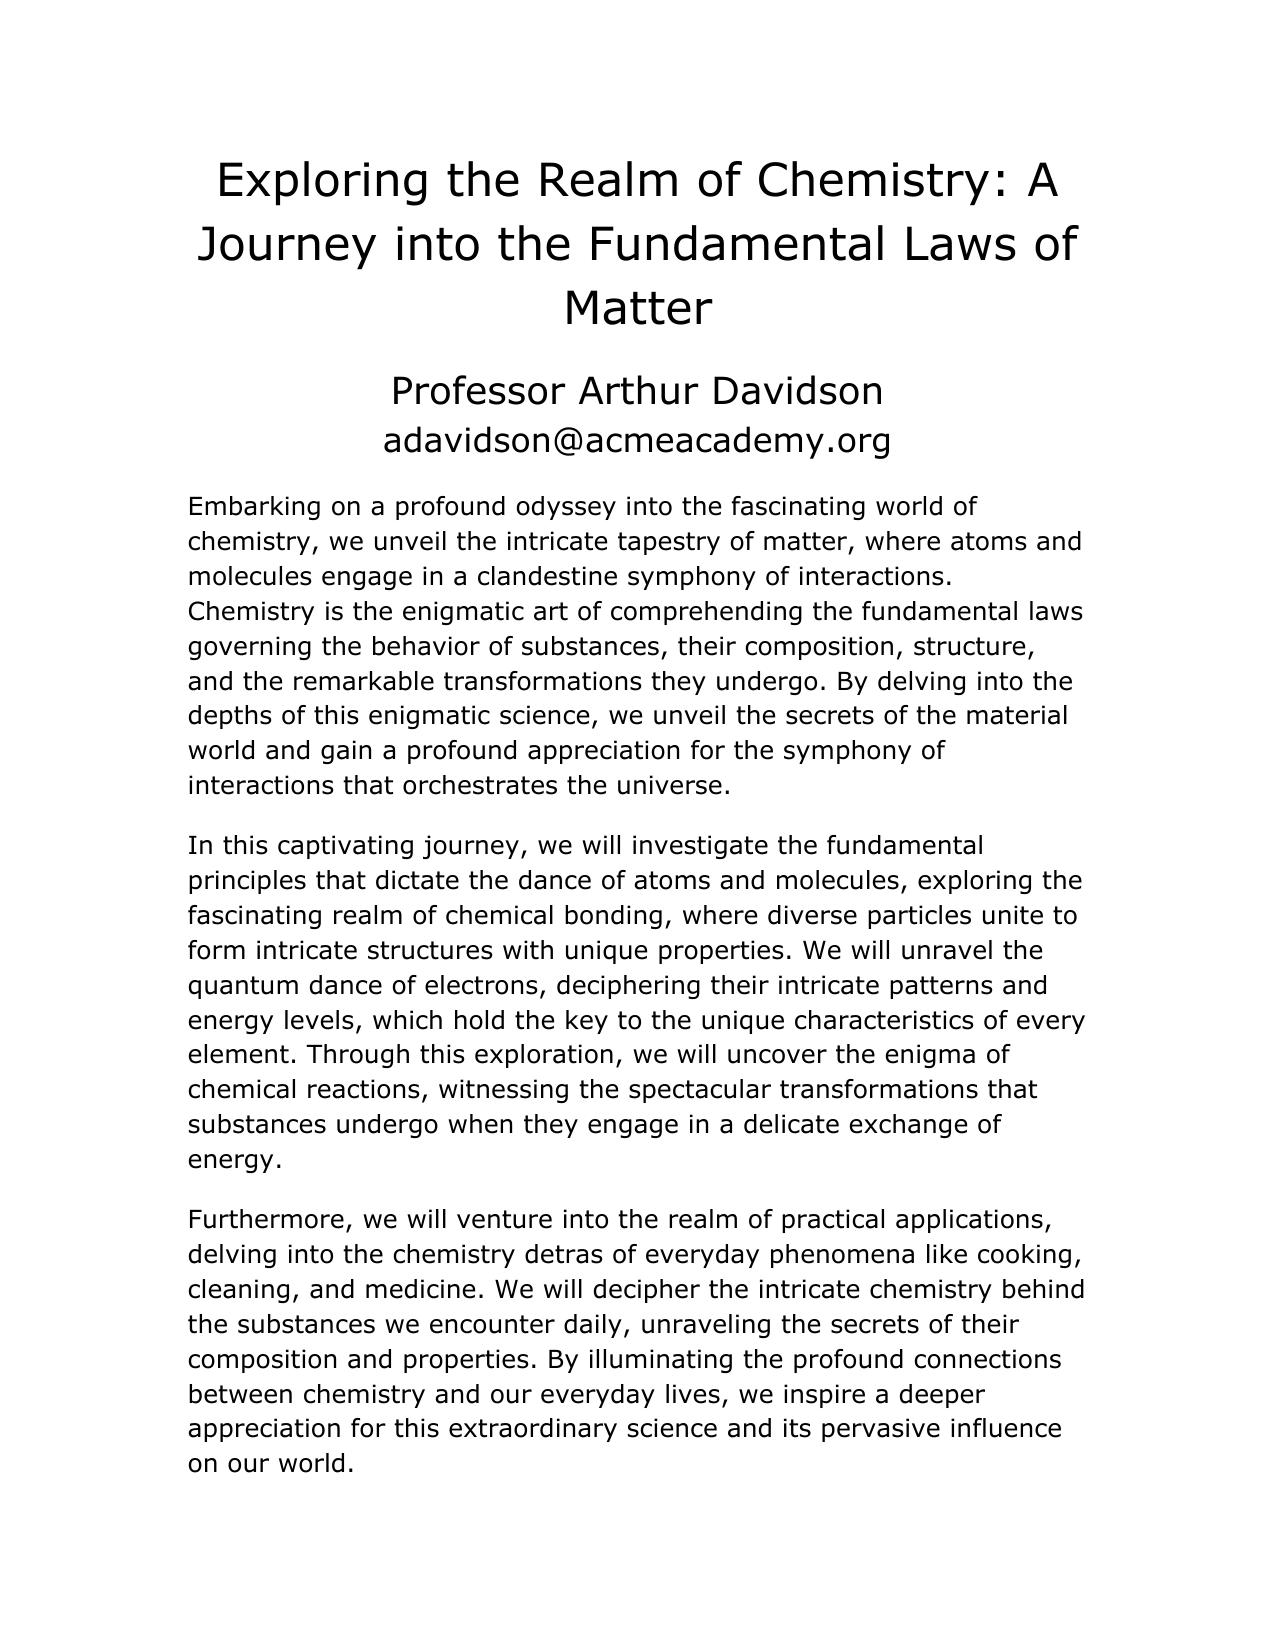 Exploring the Realm of Chemistry: A
Journey into the Fundamental Laws of
Matter
Professor Arthur Davidson
adavidson@acmeacademy.org
Embarking on a profound odyssey into the fascinating world of
chemistry, we unveil the intricate tapestry of matter, where atoms and
molecules engage in a clandestine symphony of interactions.
Chemistry is the enigmatic art of comprehending the fundamental laws
governing the behavior of substances, their composition, structure,
and the remarkable transformations they undergo. By delving into the
depths of this enigmatic science, we unveil the secrets of the material
world and gain a profound appreciation for the symphony of
interactions that orchestrates the universe.
In this captivating journey, we will investigate the fundamental
principles that dictate the dance of atoms and molecules, exploring the
fascinating realm of chemical bonding, where diverse particles unite to
form intricate structures with unique properties. We will unravel the
quantum dance of electrons, deciphering their intricate patterns and
energy levels, which hold the key to the unique characteristics of every
element. Through this exploration, we will uncover the enigma of
chemical reactions, witnessing the spectacular transformations that
substances undergo when they engage in a delicate exchange of
energy.
Furthermore, we will venture into the realm of practical applications,
delving into the chemistry detras of everyday phenomena like cooking,
cleaning, and medicine. We will decipher the intricate chemistry behind
the substances we encounter daily, unraveling the secrets of their
composition and properties. By illuminating the profound connections
between chemistry and our everyday lives, we inspire a deeper
appreciation for this extraordinary science and its pervasive influence
on our world.